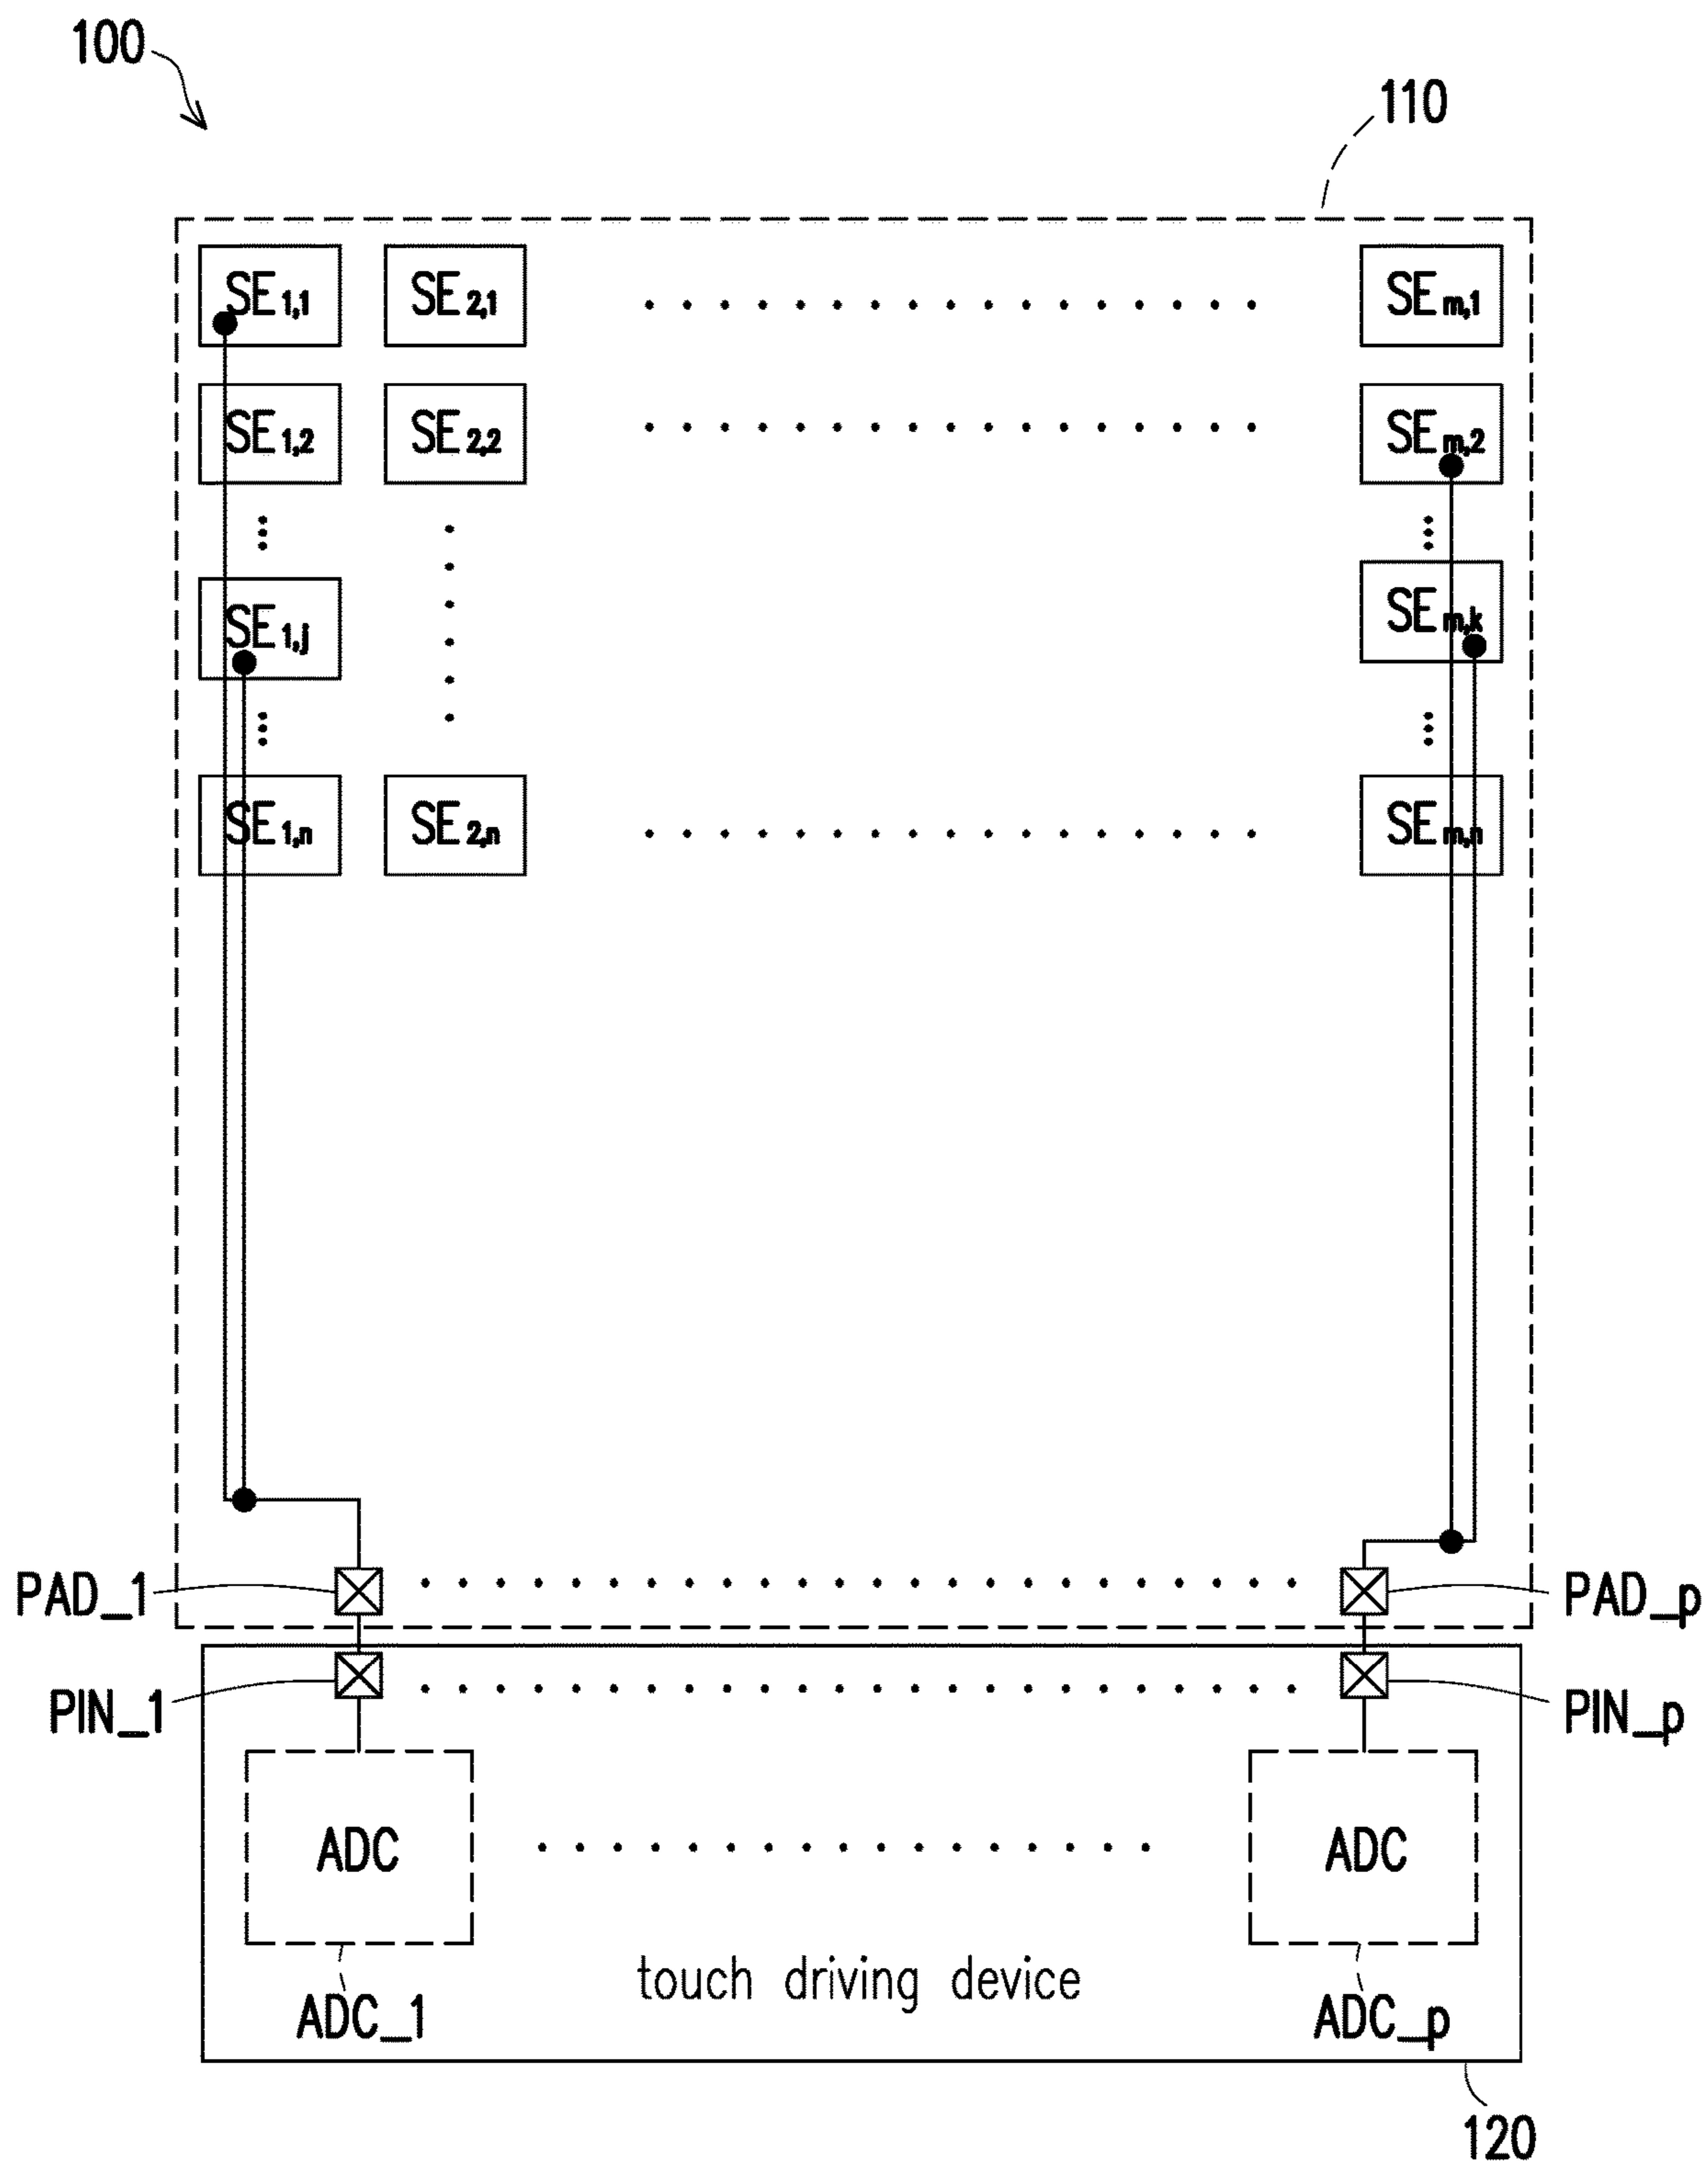 100
110
SE1,1 SE2,1 SEm,1
SE1,2 SE2,2 SEm,2
SE1,j SEm,k
SE1,n SE2,n SEm,n
PAD_1 PAD_p
PIN_1 PIN_p
ADC ADC
touch driving device
ADC_1 ADC_p
120